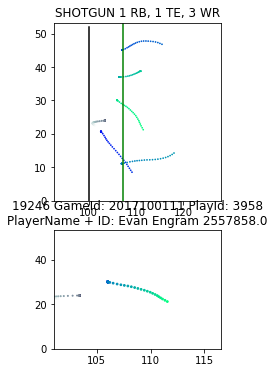 SHOTGUN 1 RB, 1 TE, 3 WR
50
40
30
20
10
0
100 110 120
19246 GameId: 2017100111 PlayId: 3958
PlayerName + ID: Evan Engram 2557858.0
40
20
0
105 110 115